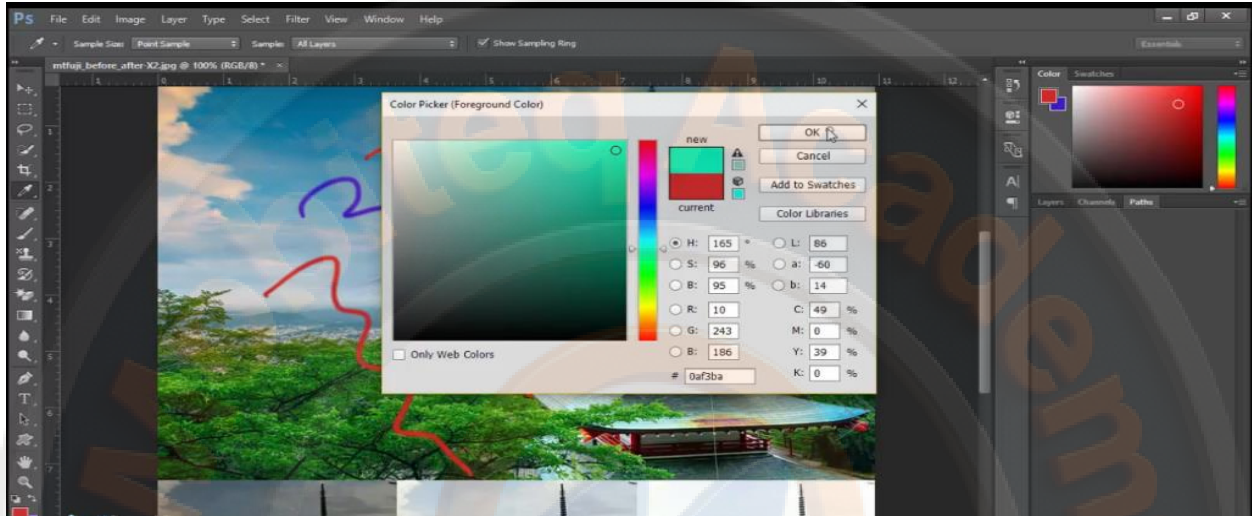 Ps File Edit Image Layer Type Select Filter View Window Help
Sample Size: Point Sample Sample: All Layers Show Sampling Ring Essentials
mtfuji_before_after-X2.jpg @ 100% (RGB/8) *
Color Swatches
Color Picker (Foreground Color)
new
OK
Cancel
Add to Swatches
current
Color Libraries
H: 165 ° L: 86
S: 96 % a: -60
B: 95 % b: 14
R: 10 C: 49 %
G: 243 M: 0 %
B: 186 Y: 39 %
# 0af3ba K: 0 %
Only Web Colors
Layers Channels Paths